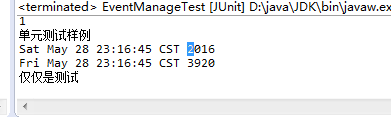 <terminated> EventManageTest [JUnit] D:\java\JDK\bin\javaw.ex
1
单元测试样例
Sat May 28 23:16:45 CST 2016
Fri May 28 23:16:45 CST 3920
仅仅是测试